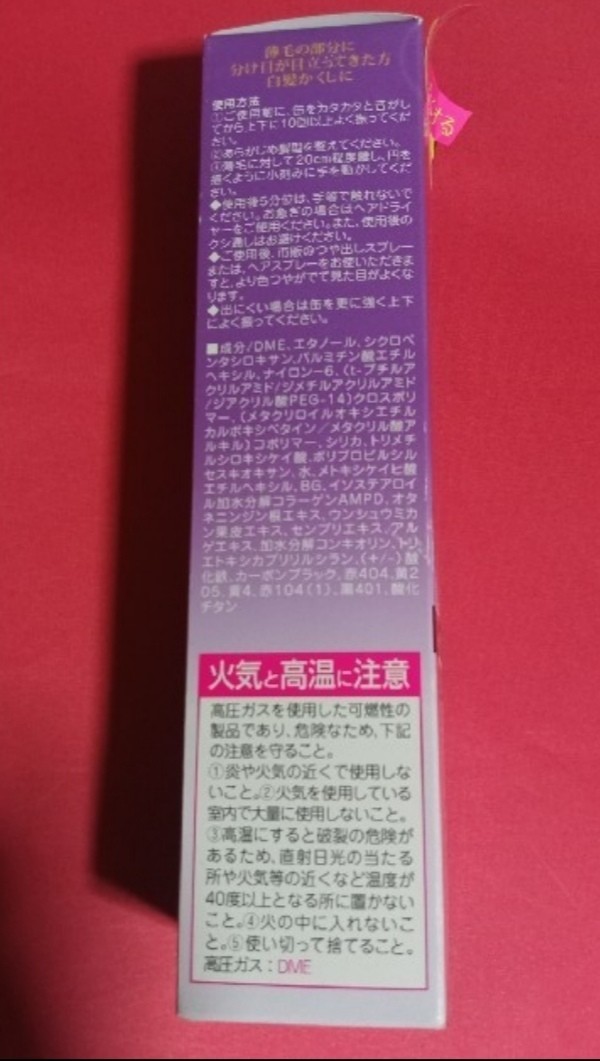 薄毛の部分に
分け目が目立ってきた方
白髪かくしに
使用方法
①ご使用前に、缶をカタカタと音がし
てから上下に10回以上よく振ってくだ
さい。
②あらかじめ髪型を整えてください。
③薄毛に対して20cm程度離し、円を
描くように小刻みに手を動かしてくだ
さい。
◆使用後5分位は、手等で触れないで
ください。お急ぎの場合はヘアドライ
ヤーをご使用ください。また、使用後の
クシ通しはお避けください。
◆ご使用後、市販のつや出しスプレー
または、ヘアスプレーをお使いただきま
すと、より色つやがでて見た目がよくな
ります。
◆出にくい場合は缶を更に強く上下
によく振ってください。
■成分/DME、エタノール、シクロペ
ンタシロキサン、パルミチン酸エチル
ヘキシル、ナイロン-6、(t-ブチルア
クリルアミド/ジメチルアクリルアミド
/ジアクリル酸PEG-14)クロスポリ
マー、(メタクリロイルオキシエチル
カルボキシベタイン/メタクリル酸ア
ルキル)コポリマー、シリカ、トリメチ
ルシロキシケイ酸、ポリプロピルシル
セスキオキサン、水、メトキシケイヒ酸
エチルヘキシル、BG、イソステアロイ
ル加水分解コラーゲンAMPD、オタ
ネニンジン根エキス、ウンシュウミカ
ン果皮エキス、センブリエキス、アル
ゲエキス、加水分解コンキオリン、トリ
エトキシカプリリルシラン、(+/-)酸
化鉄、カーボンブラック、赤404、黄2
05、黄4、赤104(1)、黒401、酸化
チタン
火気と高温に注意
高圧ガスを使用した可燃性の
製品であり、危険なため、下記
の注意を守ること。
①炎や火気の近くで使用しな
いこと。②火気を使用している
室内で大量に使用しないこと。
③高温にすると破裂の危険が
あるため、直射日光の当たる
所や火気等の近くなど温度が
40度以上となる所に置かない
こと。④火の中に入れないこ
と。⑤使い切って捨てること。
高圧ガス：DME
ける